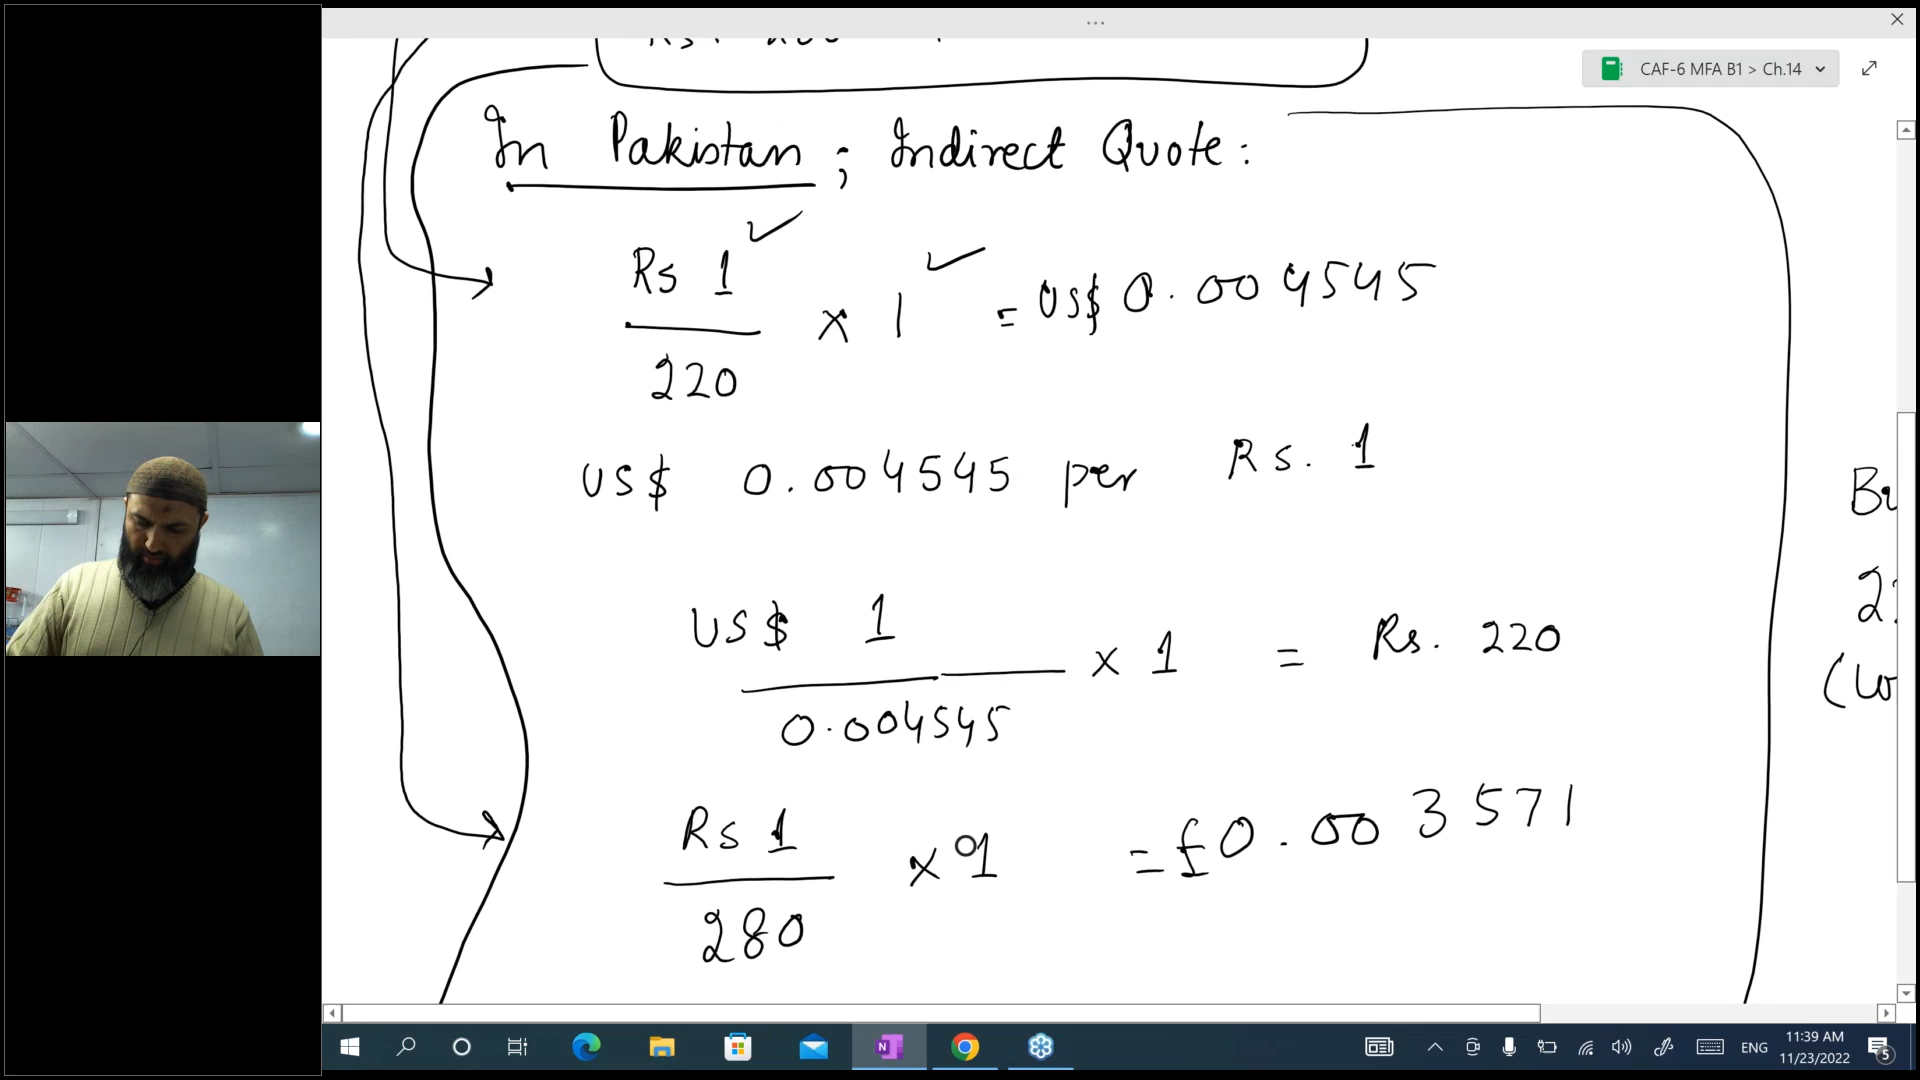 CAF-6 MFA B1 > Ch.14
In Pakistan ; Indirect Quote :
Rs 1
220
x 1 = US$ 0.004545
US$ 0.004545 per Rs. 1
US$ 1
0.004545
x 1 = Rs. 220
Rs 1
280
x 1 = £0.003571
ENG
11:39 AM
11/23/2022
5